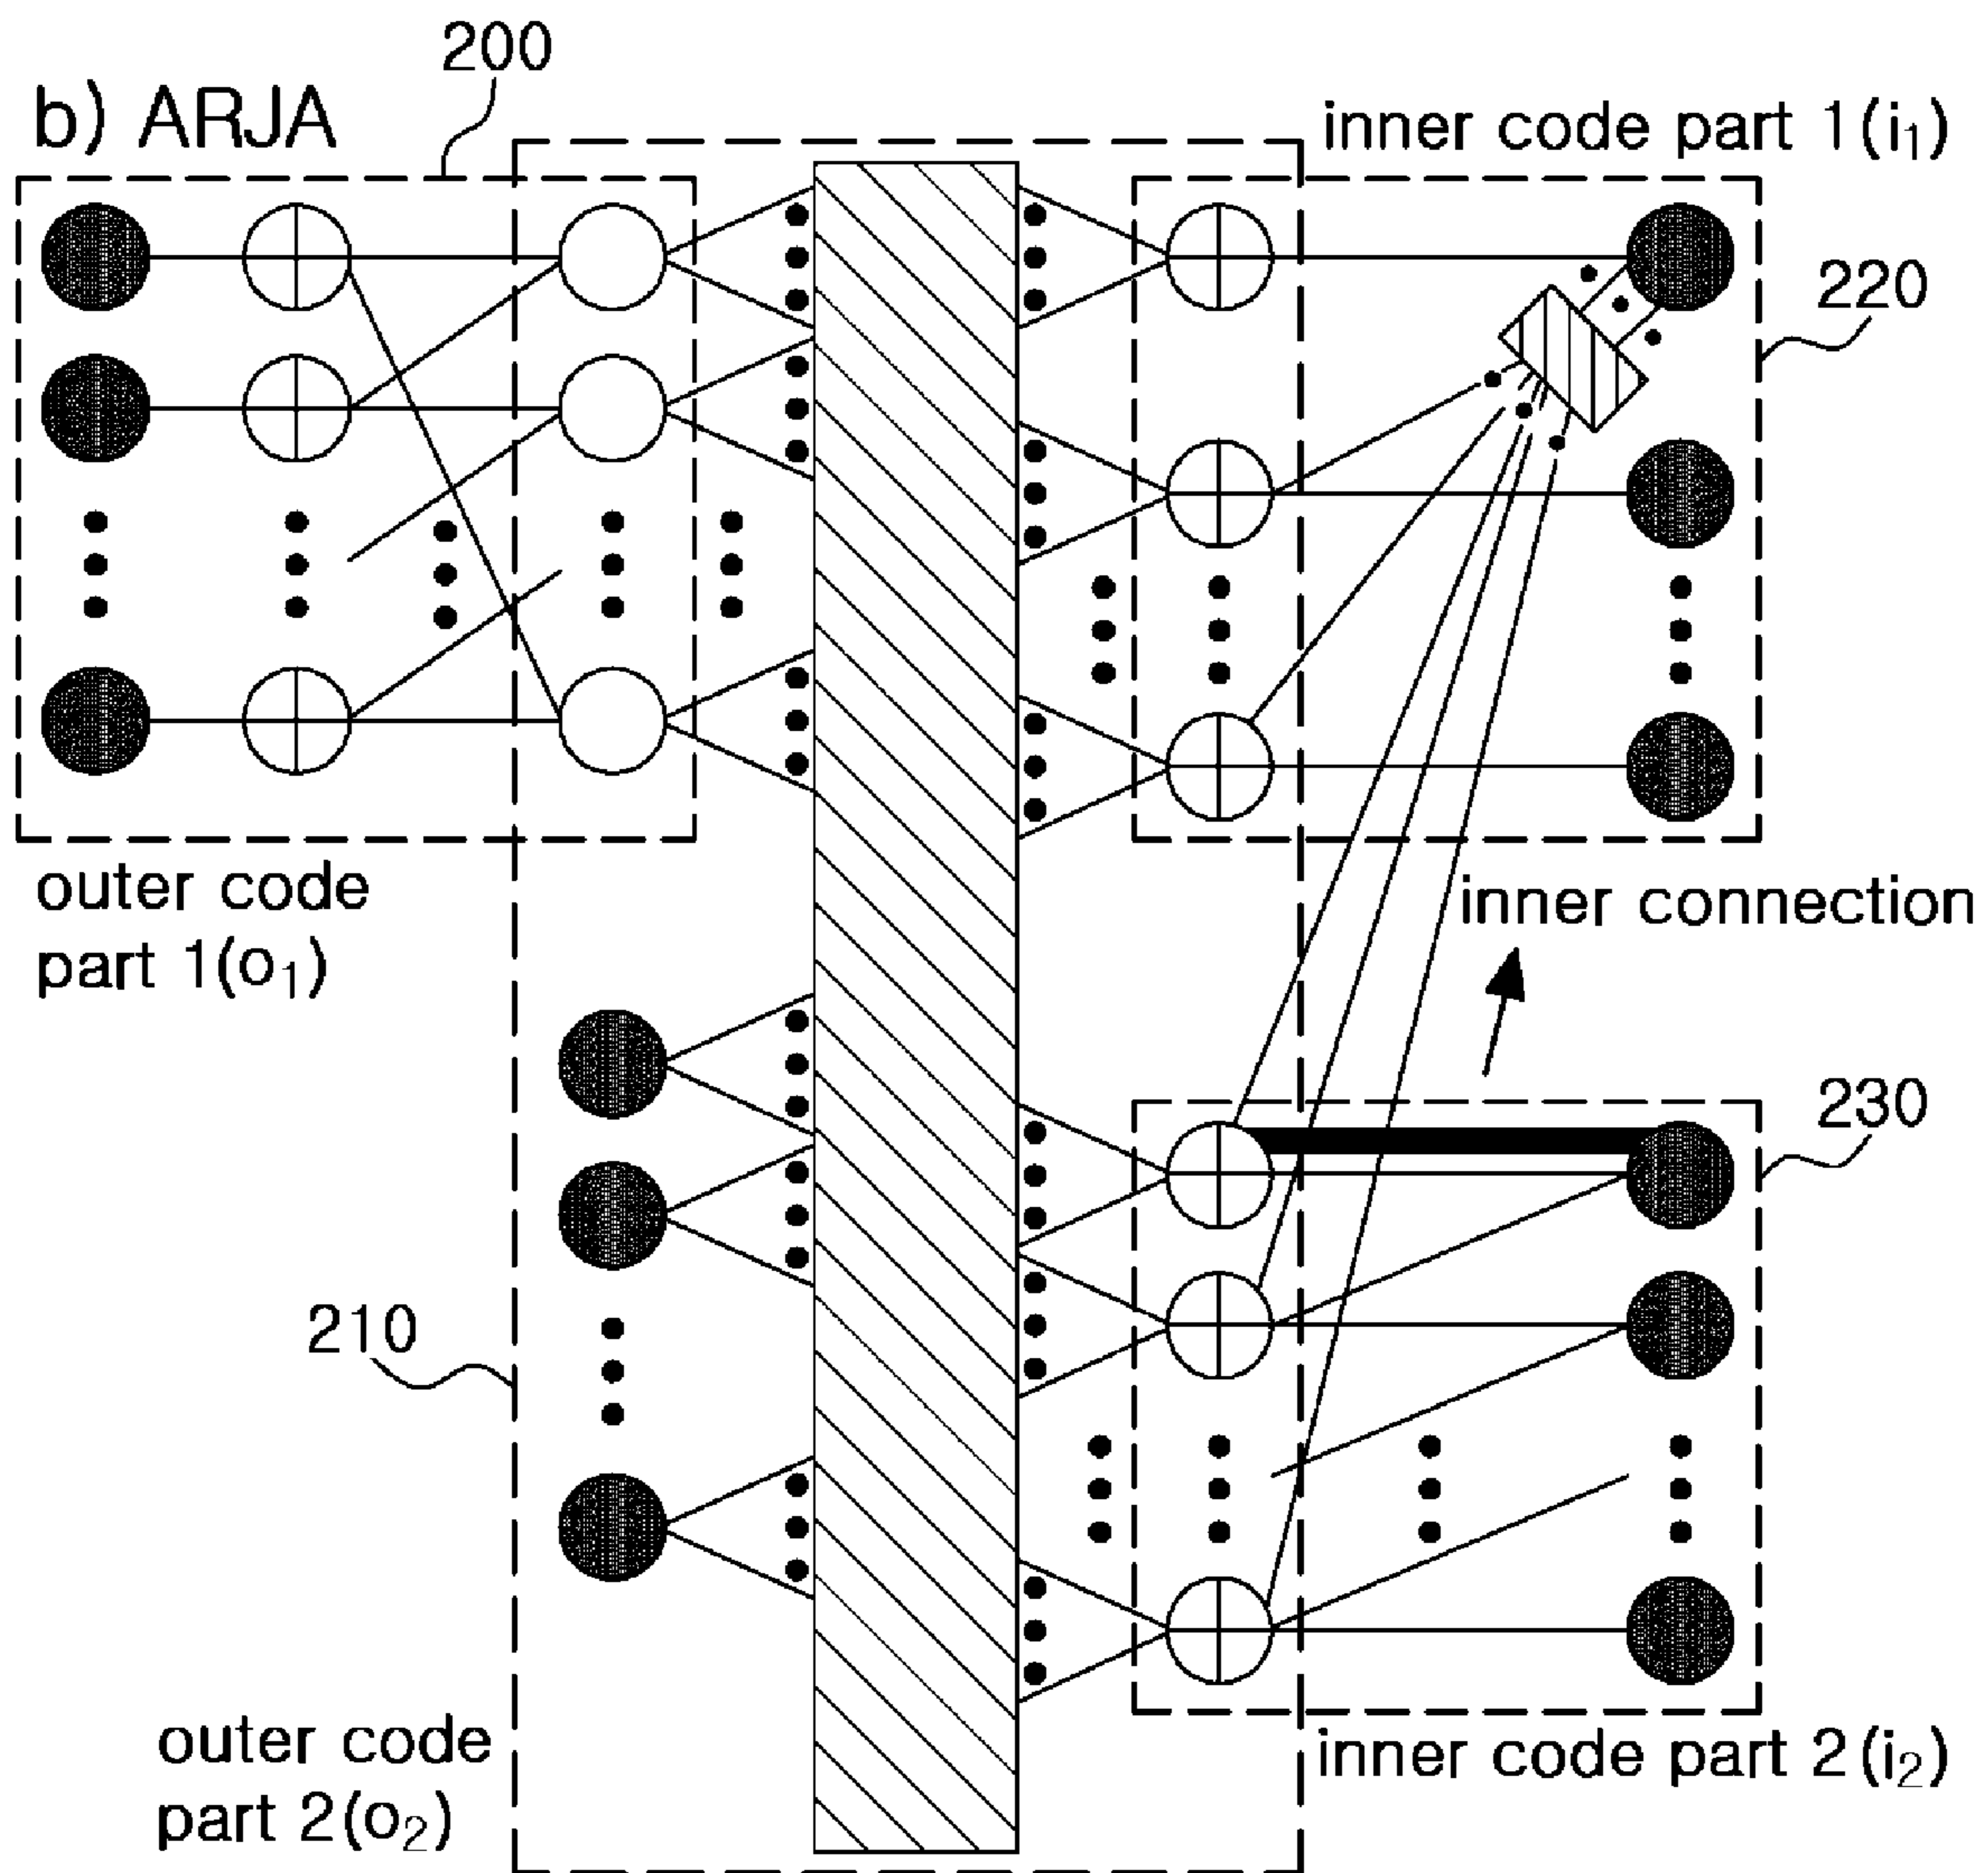 200
b) ARJA
inner code part 1(i₁)
220
outer code
part 1(o₁)
inner connection
230
210
outer code
part 2(o₂)
inner code part 2(i₂)